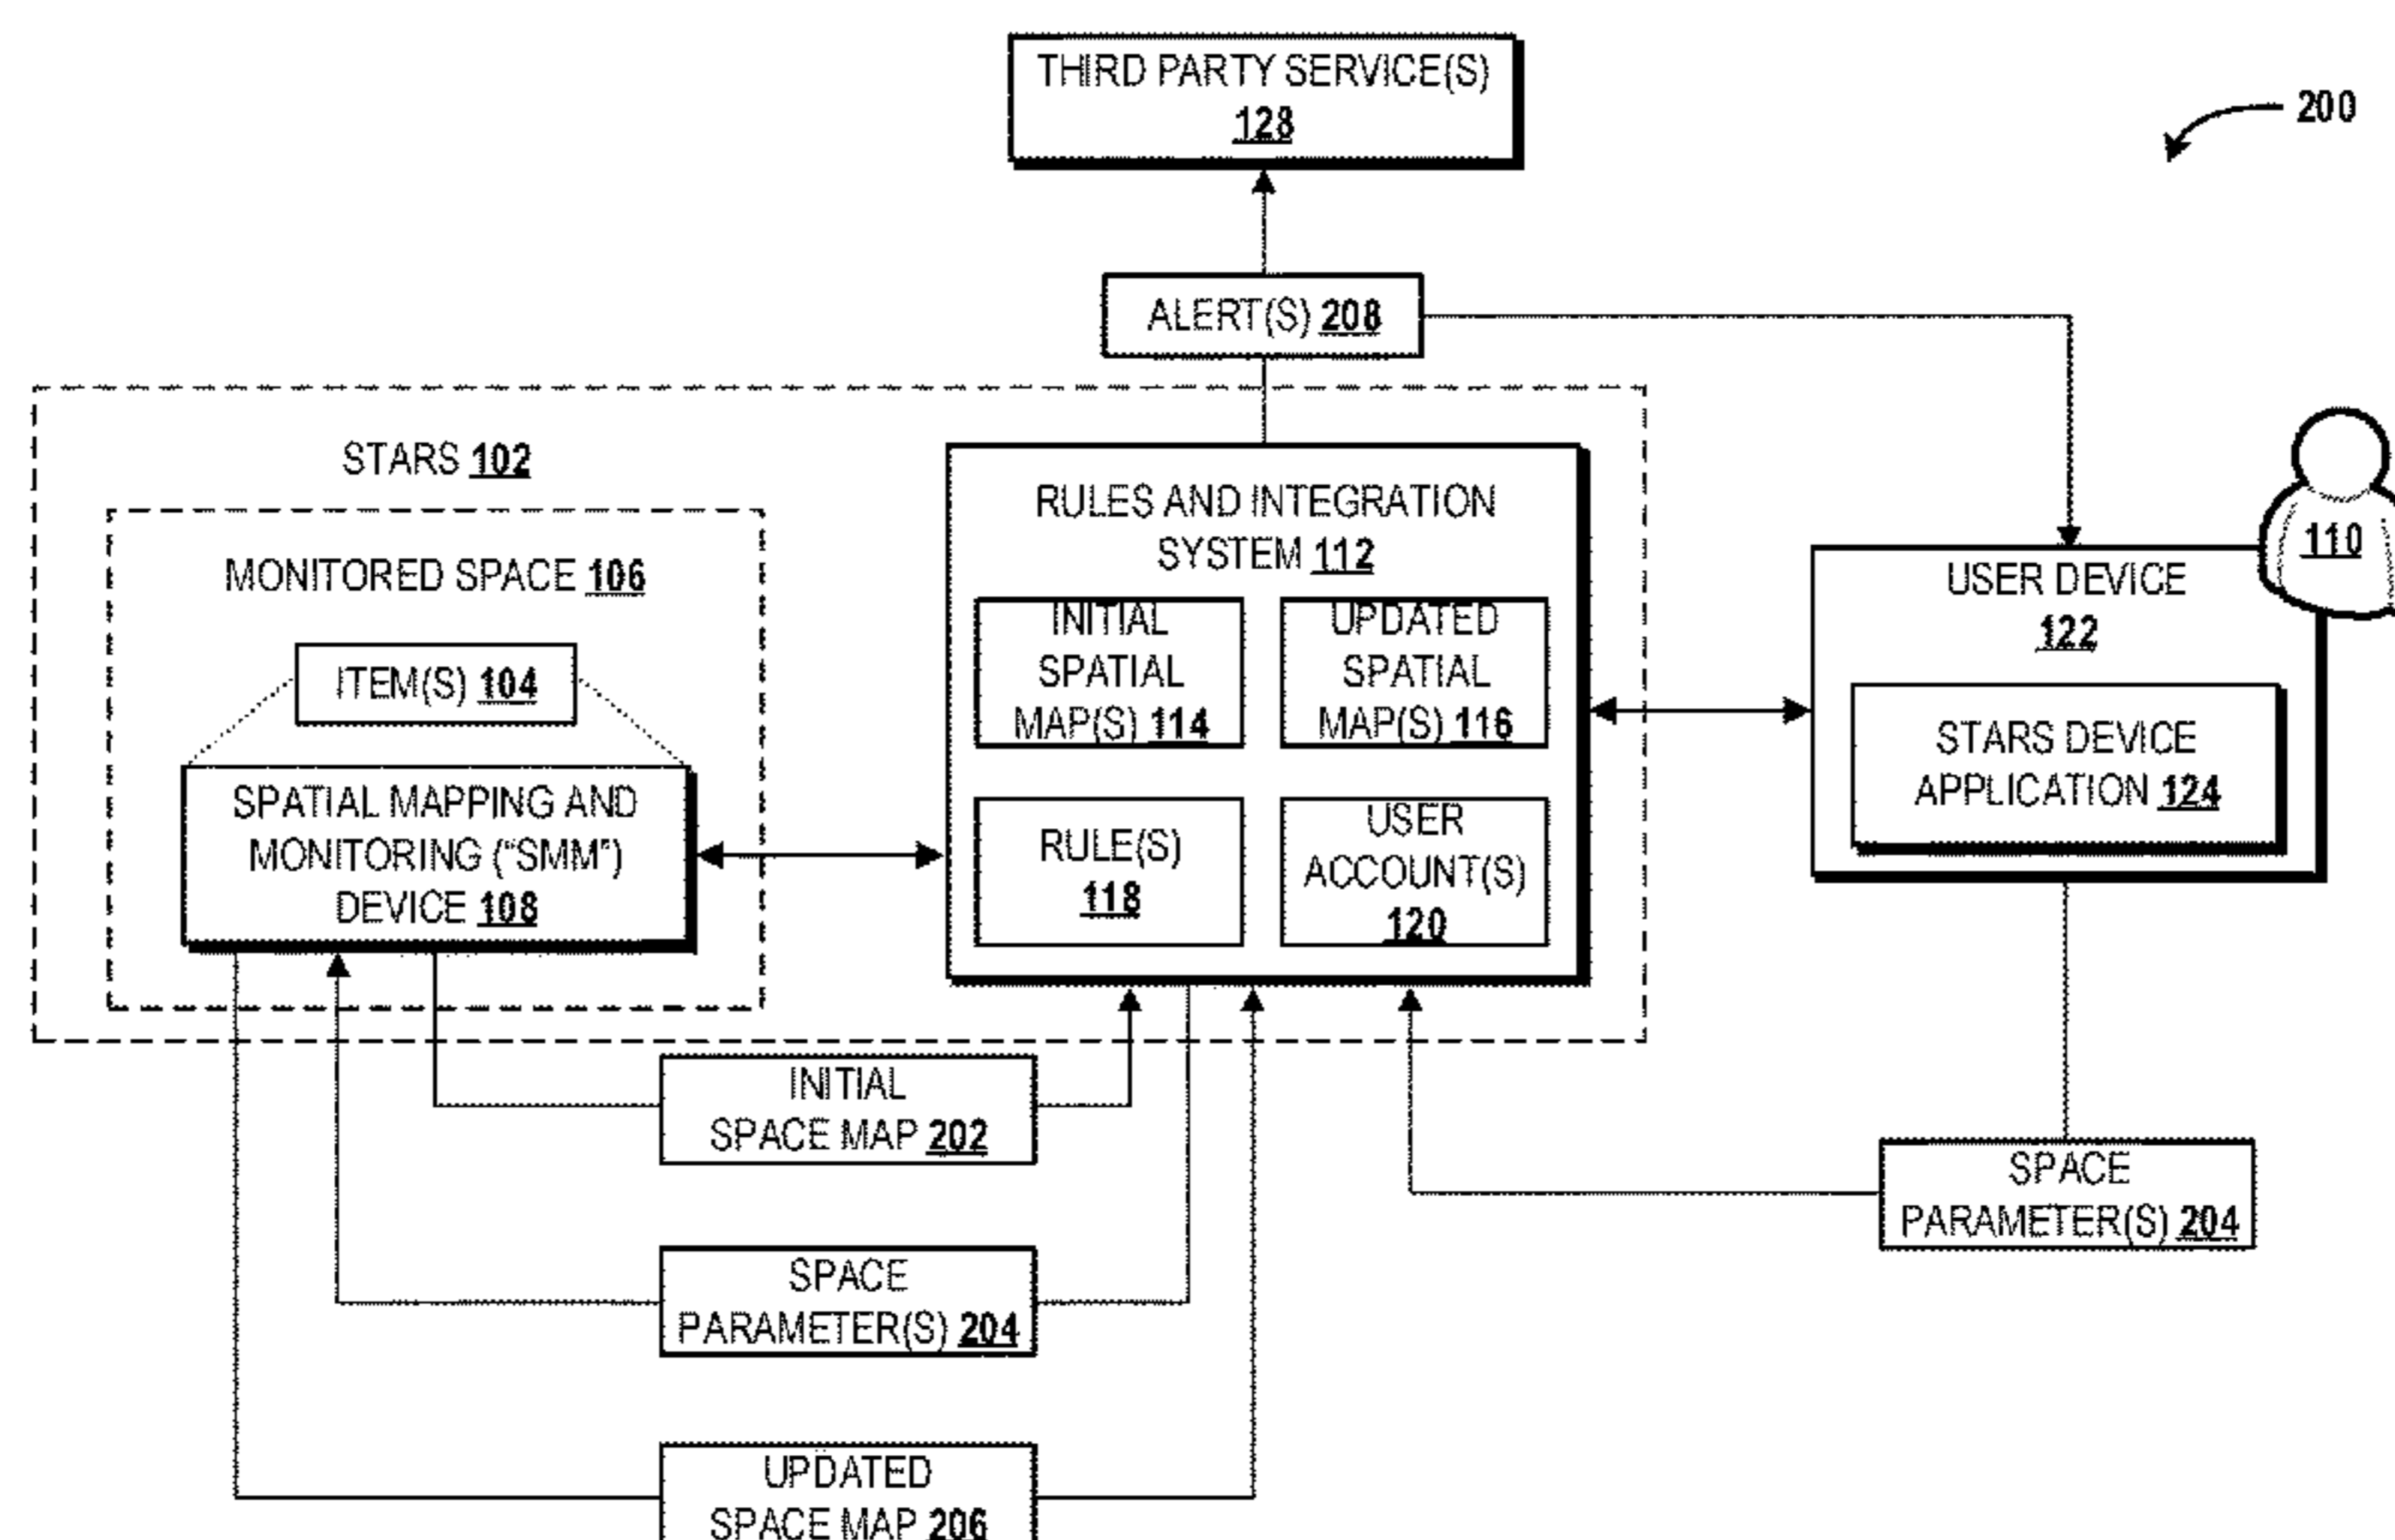 THIRD PARTY SERVICE(S)
128
200
ALERT(S) 208
STARS 102
MONITORED SPACE 106
ITEM(S) 104
SPATIAL MAPPING AND
MONITORING ("SMM")
DEVICE 108
RULES AND INTEGRATION
SYSTEM 112
INITIAL
SPATIAL
MAP(S) 114
UPDATED
SPATIAL
MAP(S) 116
RULE(S)
118
USER
ACCOUNT(S)
120
110
USER DEVICE
122
STARS DEVICE
APPLICATION 124
INITIAL
SPACE MAP 202
SPACE
PARAMETER(S) 204
SPACE
PARAMETER(S) 204
UPDATED
SPACE MAP 206